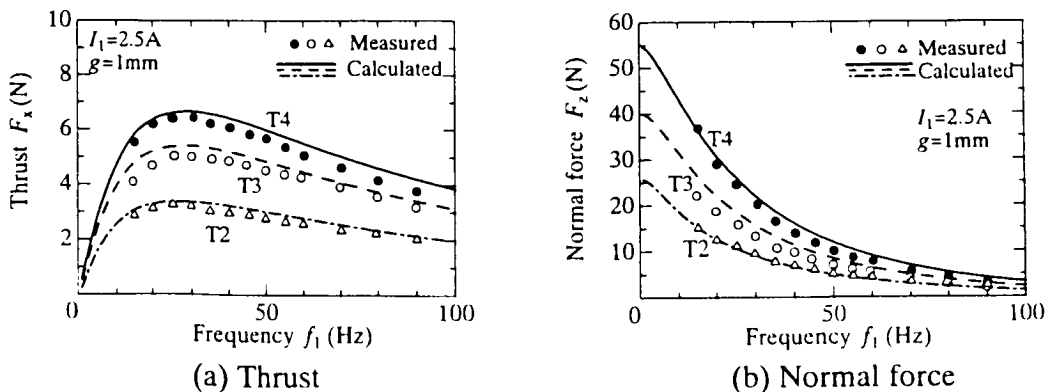 10
8
6
4
2
0
50
100
Thrust Fₓ (N)
I₁=2.5A
g=1mm
Measured
Calculated
T4
T3
T2
Frequency f₁ (Hz)
(a) Thrust
60
50
40
30
20
10
0
50
100
Normal force F_z (N)
Measured
Calculated
I₁=2.5A
g=1mm
T4
T3
T2
Frequency f₁ (Hz)
(b) Normal force